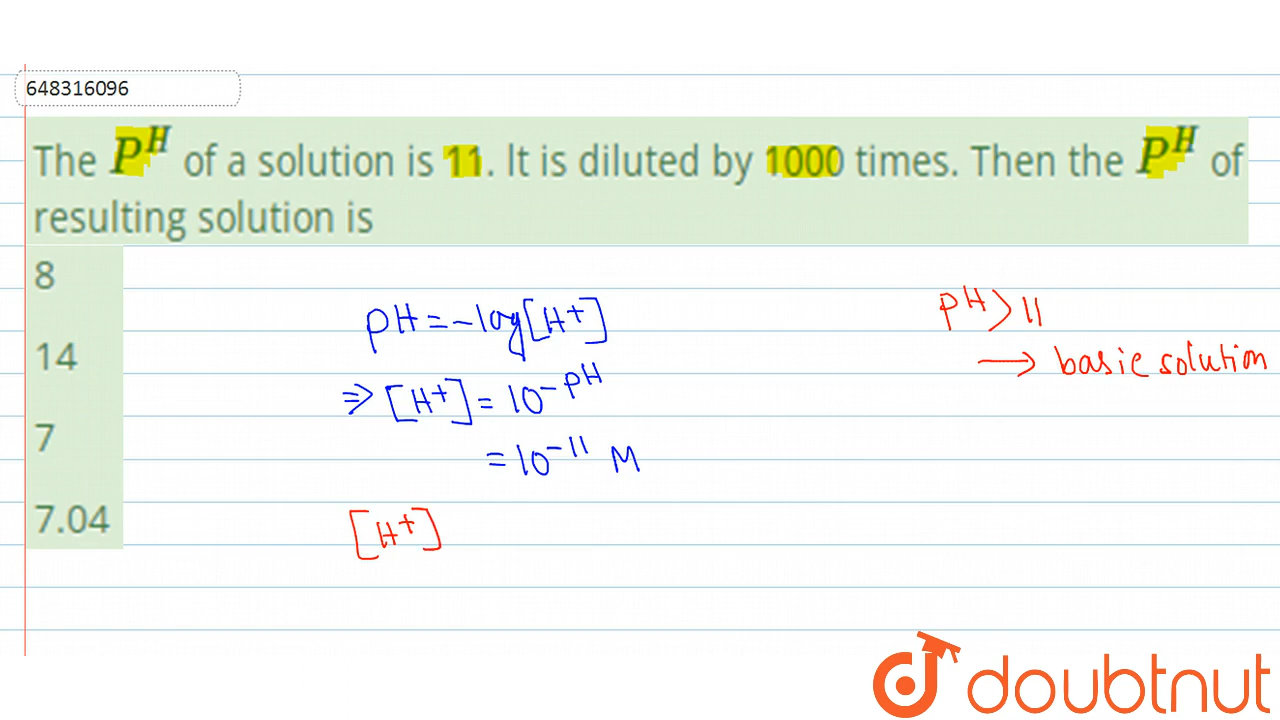 648316096
The P^H of a solution is 11. It is diluted by 1000 times. Then the P^H of
resulting solution is
8
14
7
7.04
pH = -log[H+]
⇒ [H+] = 10^-pH
= 10^-11 M
[H+]
pH > 11
→ basic solution
doubtnut